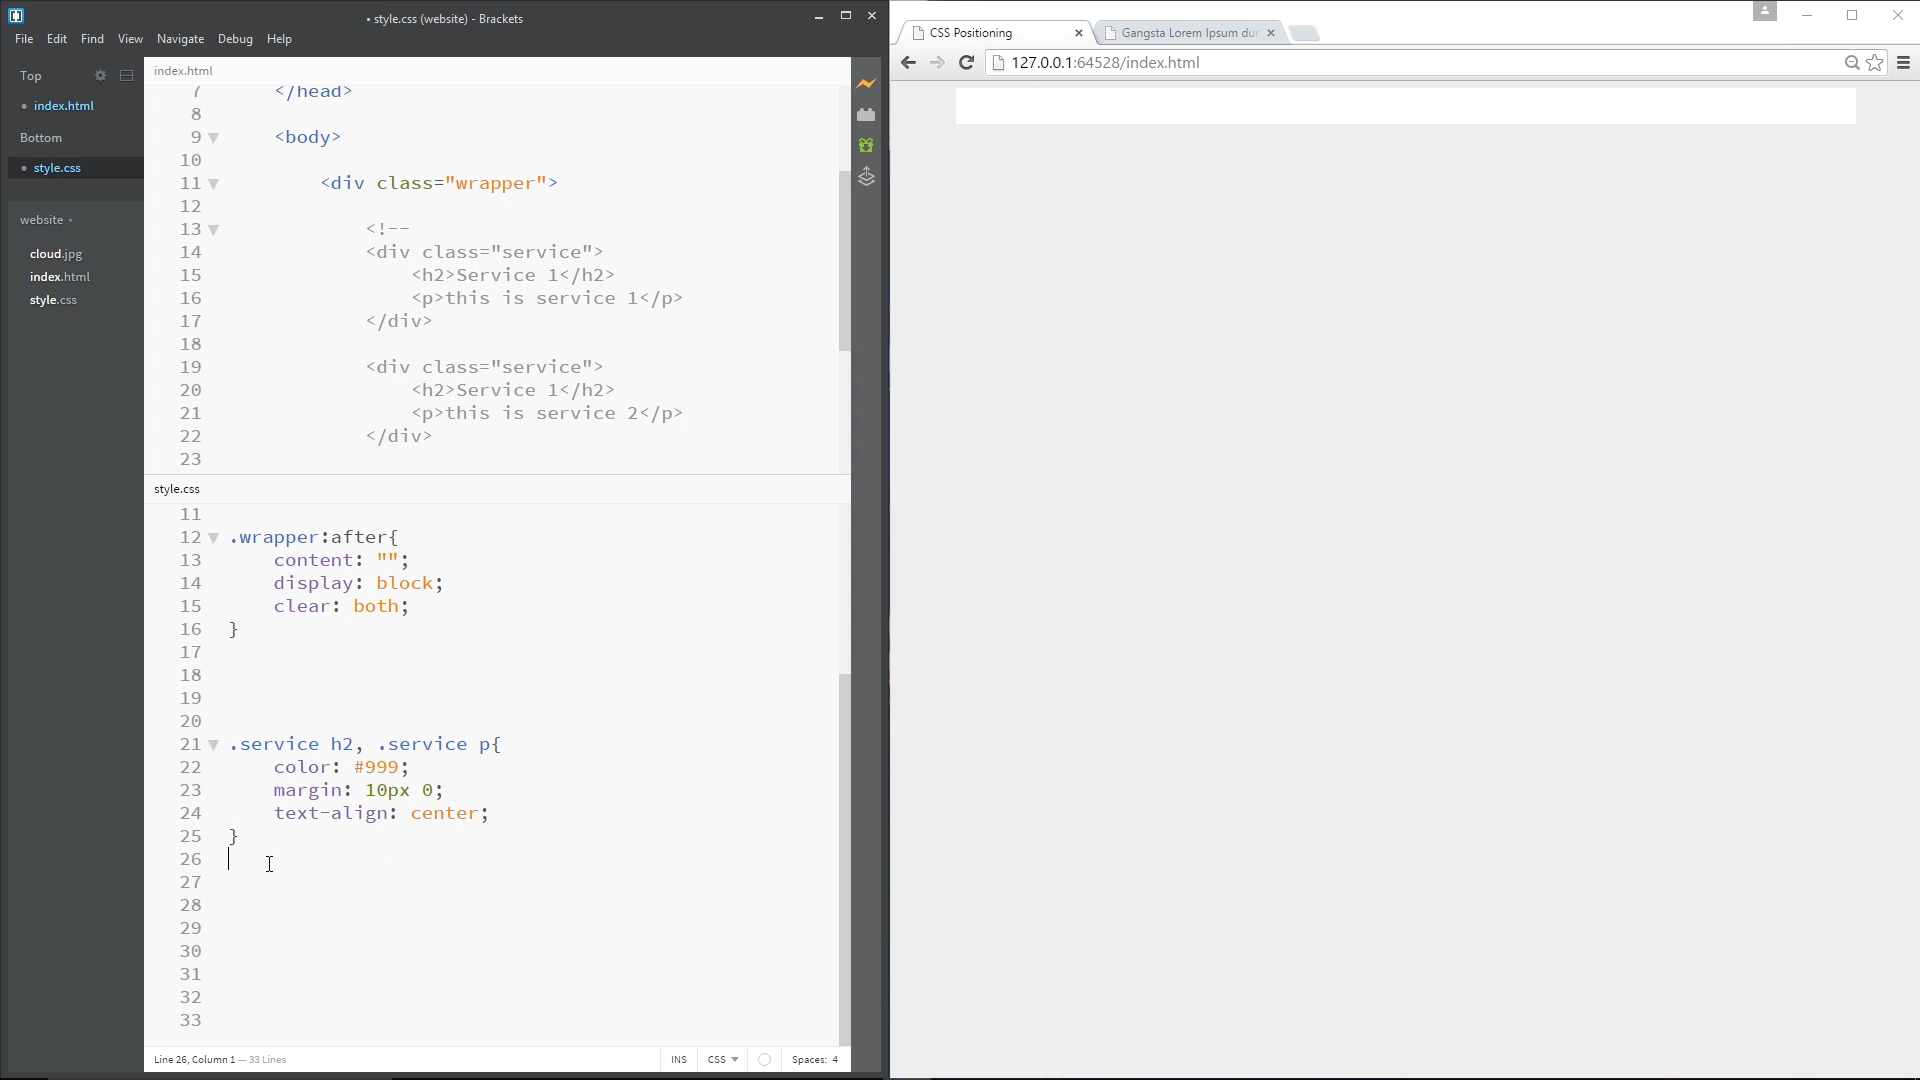 • style.css (website) - Brackets
File Edit Find View Navigate Debug Help
Top
• index.html
Bottom
• style.css
website
cloud.jpg
index.html
style.css
index.html
7 </head>
8
9 <body>
10
11 <div class="wrapper">
12
13 <!--
14 <div class="service">
15 <h2>Service 1</h2>
16 <p>this is service 1</p>
17 </div>
18
19 <div class="service">
20 <h2>Service 1</h2>
21 <p>this is service 2</p>
22 </div>
23
style.css
11
12 .wrapper:after{
13 content: "";
14 display: block;
15 clear: both;
16 }
17
18
19
20
21 .service h2, .service p{
22 color: #999;
23 margin: 10px 0;
24 text-align: center;
25 }
26
27
28
29
30
31
32
33
Line 26, Column 1 — 33 Lines
INS CSS Spaces: 4
CSS Positioning
Gangsta Lorem Ipsum du
127.0.0.1:64528/index.html